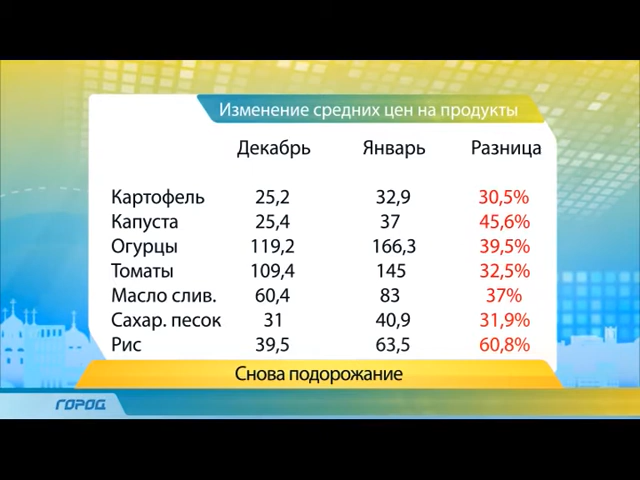 Изменение средних цен на продукты
Декабрь Январь Разница
Картофель 25,2 32,9 30,5%
Капуста 25,4 37 45,6%
Огурцы 119,2 166,3 39,5%
Томаты 109,4 145 32,5%
Масло слив. 60,4 83 37%
Сахар. песок 31 40,9 31,9%
Рис 39,5 63,5 60,8%
Снова подорожание
ГОРОД